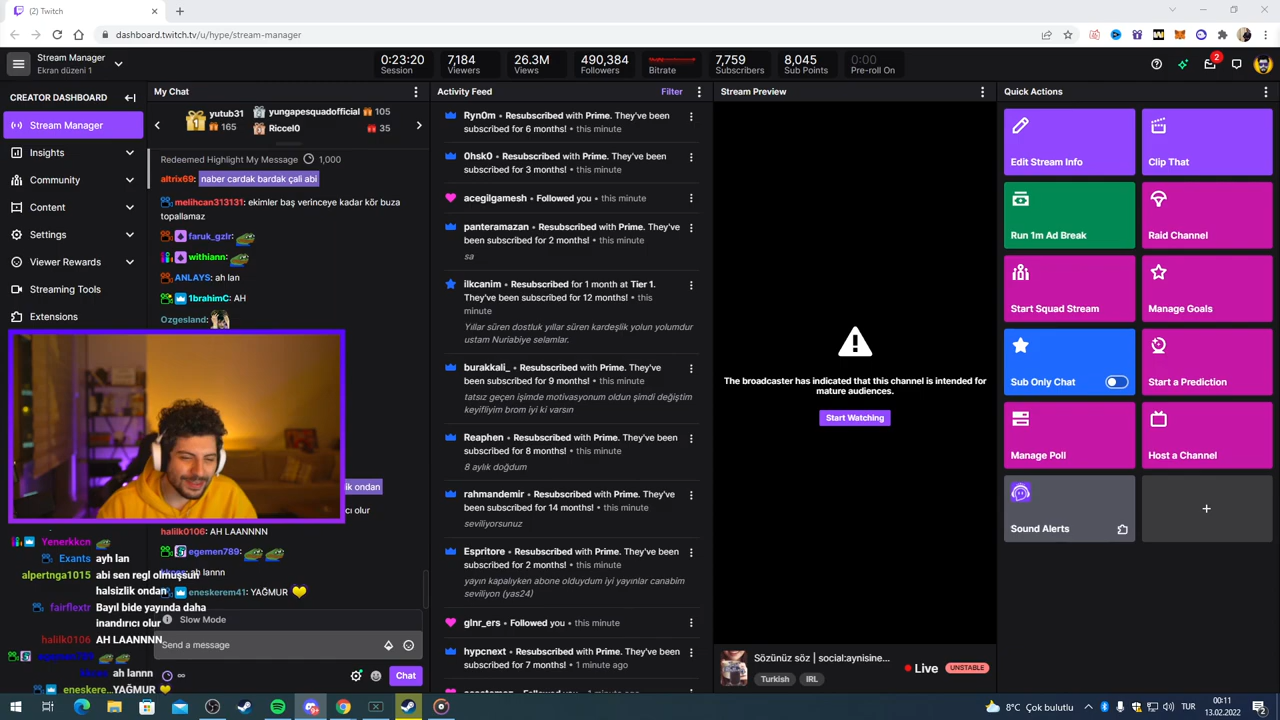 (2) Twitch
dashboard.twitch.tv/u/hype/stream-manager
Stream Manager
Ekran düzeni 1
0:23:20
Session
7,184
Viewers
26.3M
Views
490,384
Followers
Bitrate
7,759
Subscribers
8,045
Sub Points
0:00
Pre-roll On
2
CREATOR DASHBOARD
Stream Manager
Insights
Community
Content
Settings
Viewer Rewards
Streaming Tools
Extensions
My Chat
1
yutub31
165
yungapesquadofficial 105
Riccel0 35
Redeemed Highlight My Message 1,000
altrix69: naber cardak bardak çali abi
melihcan313131: ekimler baş verinceye kadar kör buza
topallamaz
faruk_gzlr:
withiann:
ANLAYS: ah lan
1brahimC: AH
Ozgesland:
lk ondan
cı olur
halilk0106: AH LAANNNN
egemen789:
ah lannn
eneskerem41: YAĞMUR
Slow Mode
Send a message
Chat
Yenerkkcn
Exants ayh lan
alpertnga1015 abi sen regl olmuşsun
halsizlik ondan
fairflextr Bayıl bide yayında daha
inandırıcı olur
halilk0106 AH LAANNNN
egemen789
ah lannn
eneskere... YAĞMUR
Activity Feed
Filter
Ryn0m • Resubscribed with Prime. They've been
subscribed for 6 months! • this minute
0hsk0 • Resubscribed with Prime. They've been
subscribed for 3 months! • this minute
acegilgamesh • Followed you • this minute
panteramazan • Resubscribed with Prime. They've
been subscribed for 2 months! • this minute
sa
ilkcanim • Resubscribed for 1 month at Tier 1.
They've been subscribed for 12 months! • this
minute
Yıllar süren dostluk yıllar süren kardeşlik yolun yolumdur
ustam Nuriabiye selamlar.
burakkali_ • Resubscribed with Prime. They've
been subscribed for 9 months! • this minute
tatsız geçen işimde motivasyonum oldun şimdi değiştim
keyifliyim brom iyi ki varsın
Reaphen • Resubscribed with Prime. They've been
subscribed for 8 months! • this minute
8 aylık doğdum
rahmandemir • Resubscribed with Prime. They've
been subscribed for 14 months! • this minute
seviliyorsunuz
Espritore • Resubscribed with Prime. They've been
subscribed for 2 months! • this minute
yayın kapalıyken abone olduydum iyi yayınlar canabim
seviliyon (yas24)
glnr_ers • Followed you • this minute
hypcnext • Resubscribed with Prime. They've been
subscribed for 7 months! • 1 minute ago
Stream Preview
The broadcaster has indicated that this channel is intended for
mature audiences.
Start Watching
Sözünüz söz | social:aynisine...
Turkish IRL
Live
UNSTABLE
Quick Actions
Edit Stream Info
Clip That
Run 1m Ad Break
Raid Channel
Start Squad Stream
Manage Goals
Sub Only Chat
Start a Prediction
Manage Poll
Host a Channel
Sound Alerts
8°C Çok bulutlu
TUR
00:11
13.02.2022
2